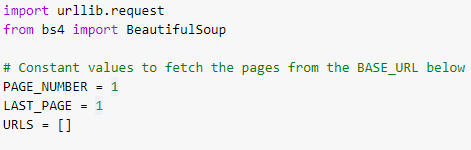 import urllib.request
from bs4 import BeautifulSoup
# Constant values to fetch the pages from the BASE_URL below
PAGE_NUMBER = 1
LAST_PAGE = 1
URLS = []